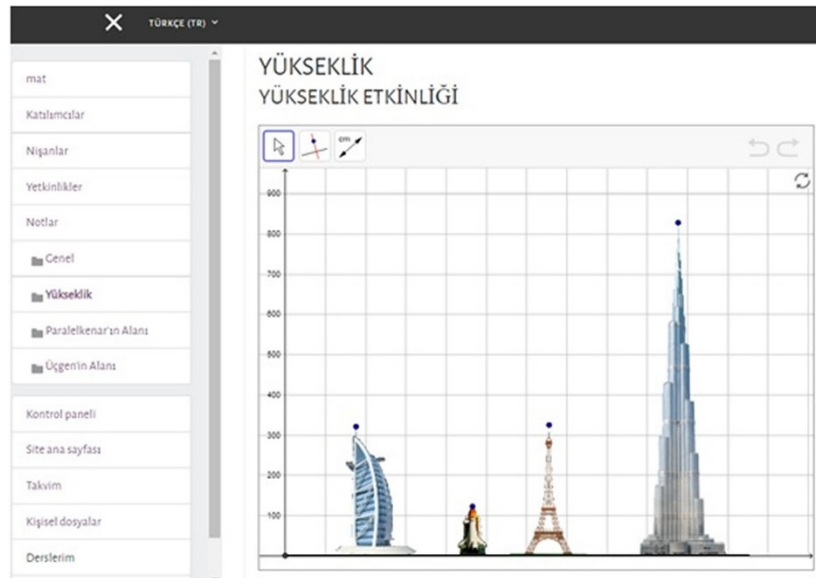 TÜRKÇE (TR)
mat
Katılımcılar
Nişanlar
Yetkinlikler
Notlar
Genel
Yükseklik
Paralelkenar'ın Alanı
Üçgen'in Alanı
Kontrol paneli
Site ana sayfası
Takvim
Kişisel dosyalar
Derslerim
YÜKSEKLİK
YÜKSEKLİK ETKİNLİĞİ
cm
900
800
700
600
500
400
300
200
100